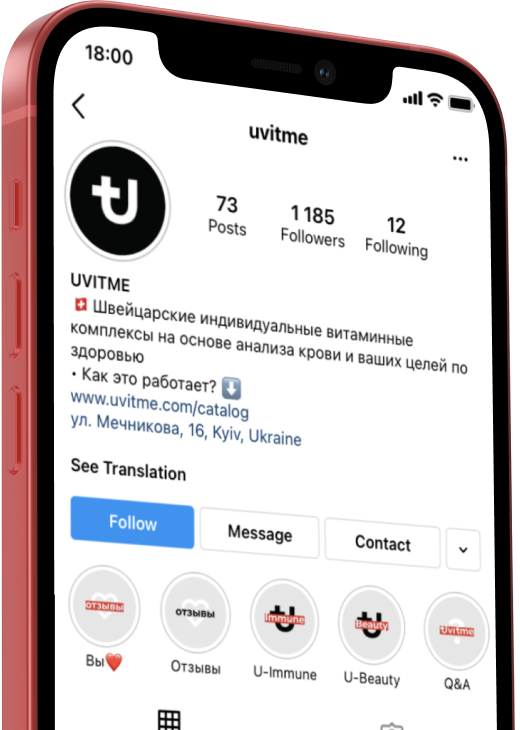 18:00
uvitme
73
1 185
12
Posts
Followers
Following
UVITME
🇨🇭 Швейцарские индивидуальные витаминные
комплексы на основе анализа крови и ваших целей по
здоровью
• Как это работает? ⬇️
www.uvitme.com/catalog
ул. Мечникова, 16, Kyiv, Ukraine
See Translation
Follow
Message
Contact
отзывы
отзывы
Immune
Beauty
Uvitme
Вы❤️
Отзывы
U-Immune
U-Beauty
Q&A